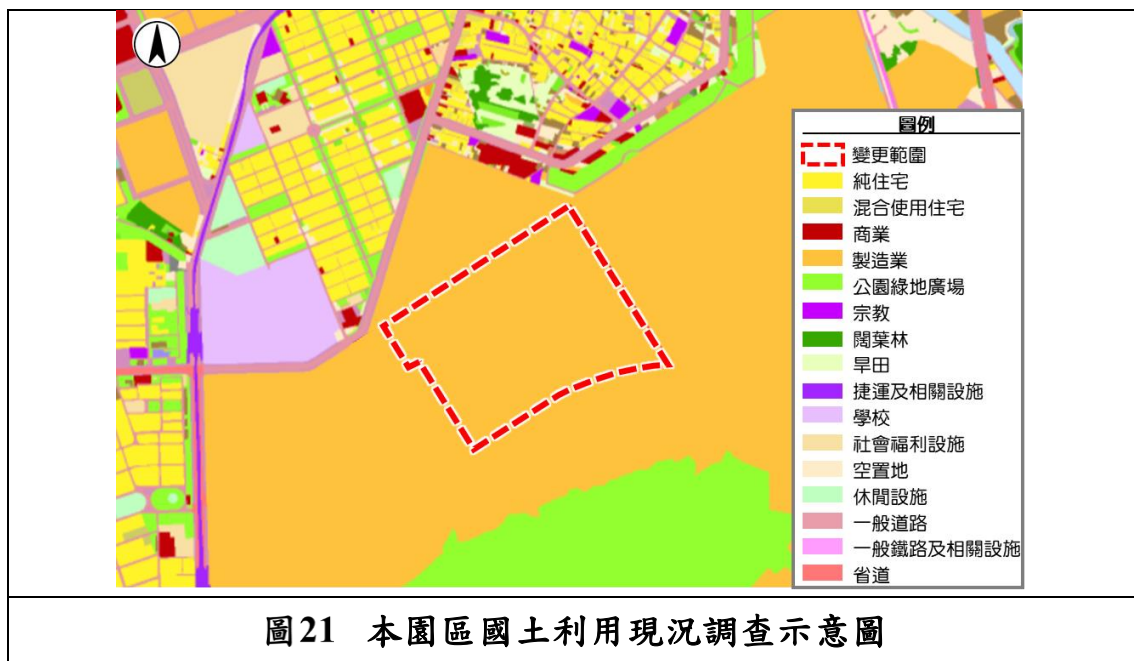 圖例
變更範圍
純住宅
混合使用住宅
商業
製造業
公園綠地廣場
宗教
闊葉林
旱田
捷運及相關設施
學校
社會福利設施
空置地
休閒設施
一般道路
一般鐵路及相關設施
省道
圖21 本園區國土利用現況調查示意圖